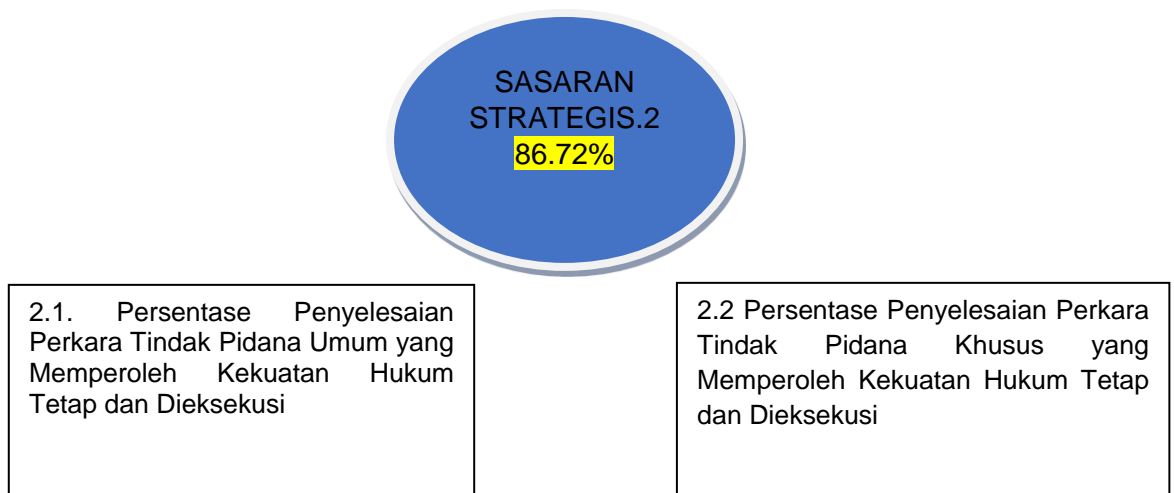 SASARAN
STRATEGIS.2
86.72%
2.1. Persentase Penyelesaian
Perkara Tindak Pidana Umum yang
Memperoleh Kekuatan Hukum
Tetap dan Dieksekusi
2.2 Persentase Penyelesaian Perkara
Tindak Pidana Khusus yang
Memperoleh Kekuatan Hukum Tetap
dan Dieksekusi